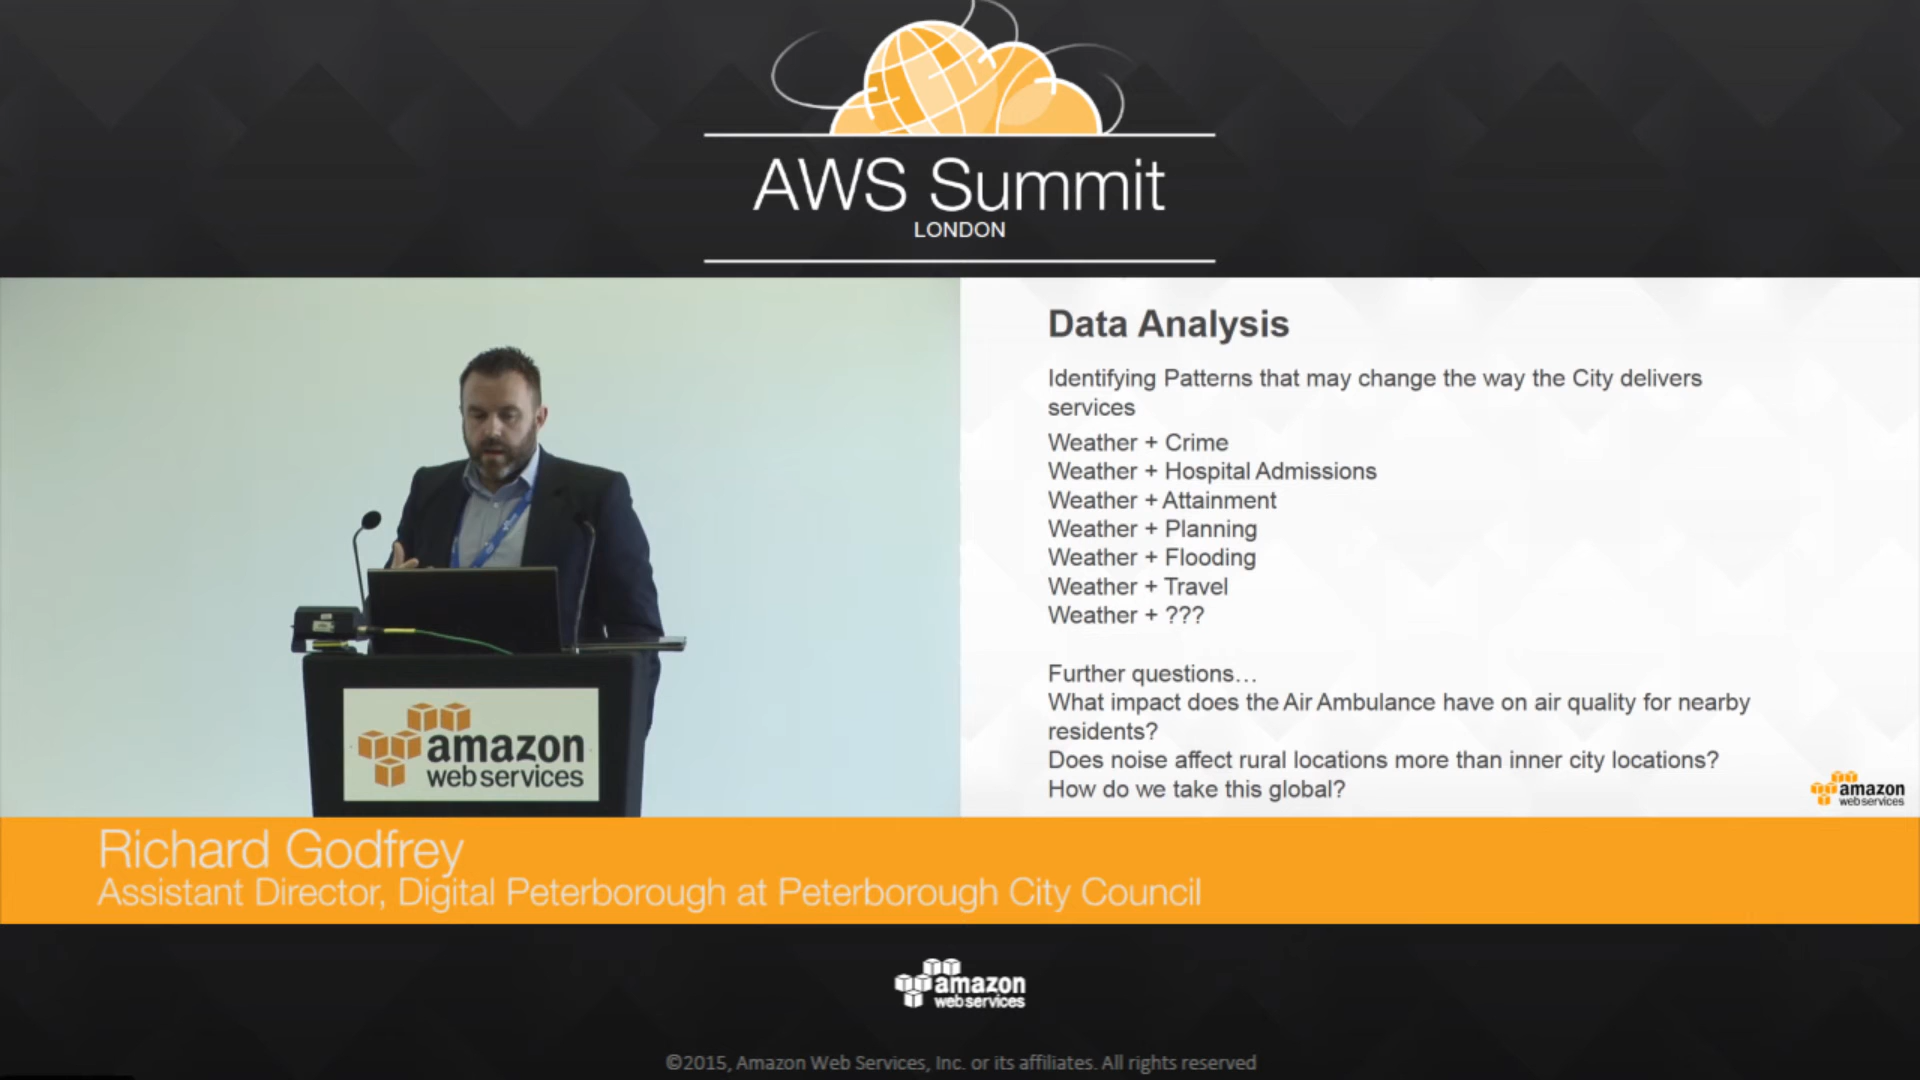 AWS Summit
LONDON
Data Analysis
Identifying Patterns that may change the way the City delivers
services
Weather + Crime
Weather + Hospital Admissions
Weather + Attainment
Weather + Planning
Weather + Flooding
Weather + Travel
Weather + ???
Further questions…
What impact does the Air Ambulance have on air quality for nearby
residents?
Does noise affect rural locations more than inner city locations?
How do we take this global?
amazon
web services
amazon
web services
Richard Godfrey
Assistant Director, Digital Peterborough at Peterborough City Council
amazon
web services
©2015, Amazon Web Services, Inc. or its affiliates. All rights reserved